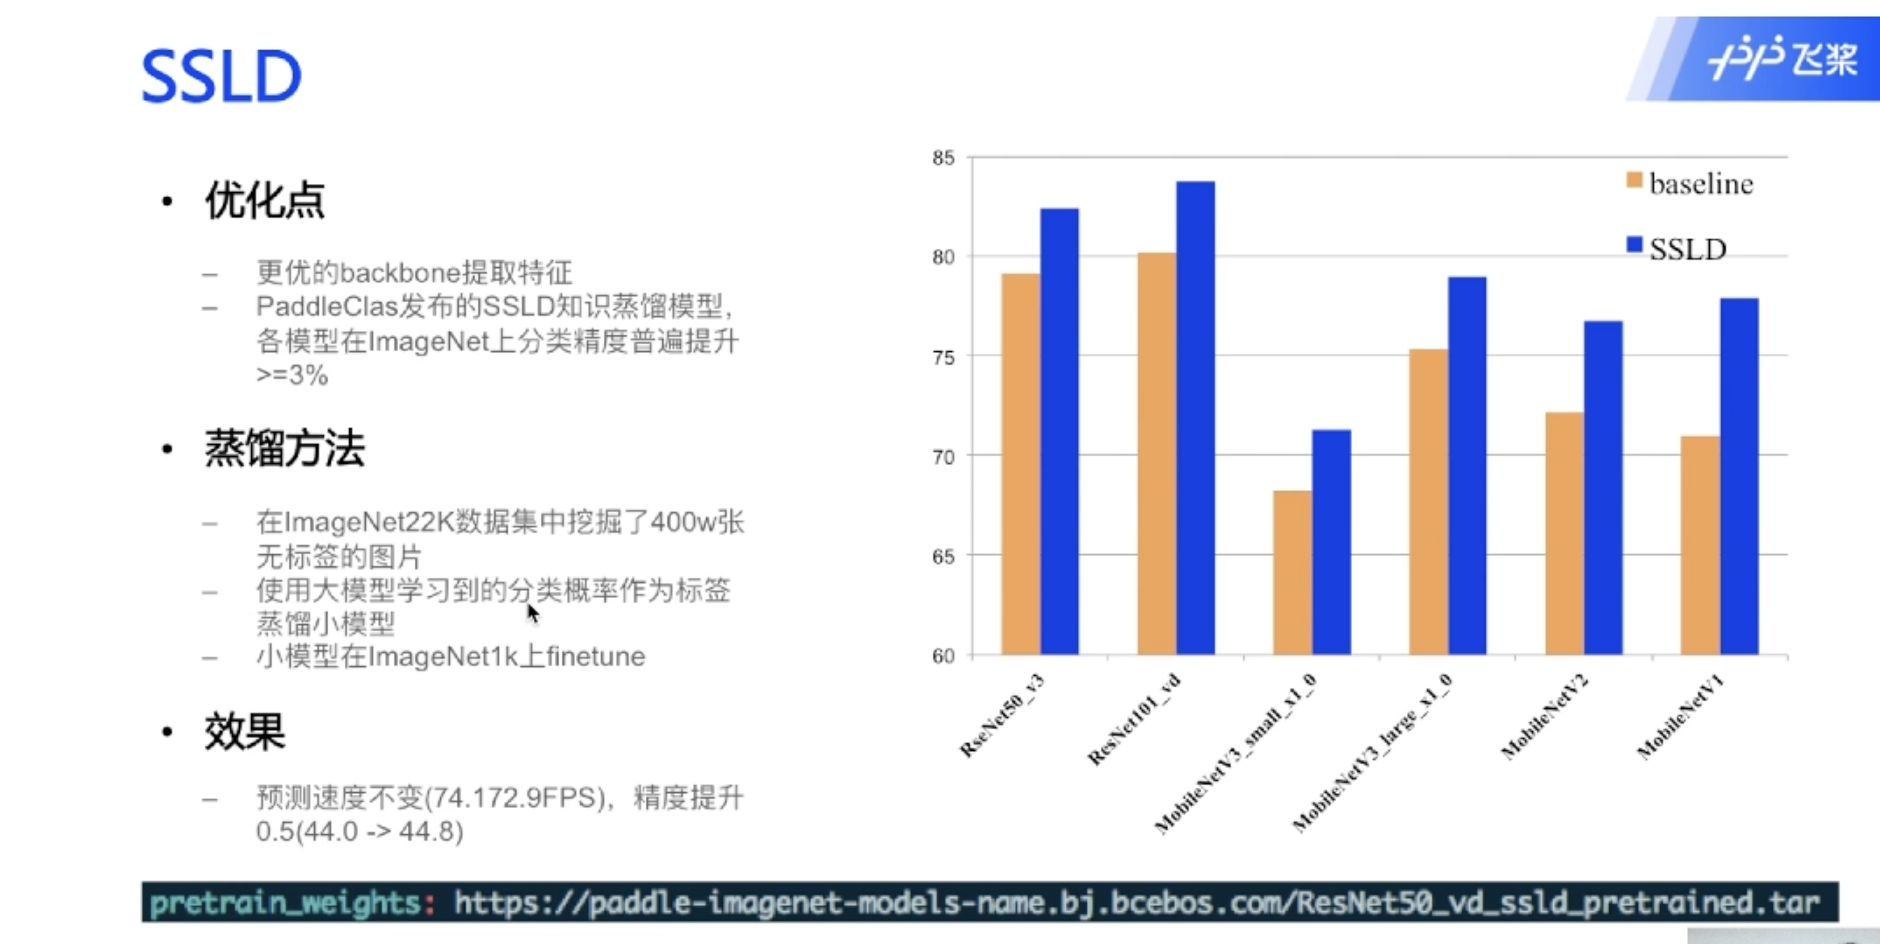 SSLD
飞桨
• 优化点
– 更优的backbone提取特征
– PaddleClas发布的SSLD知识蒸馏模型，
各模型在ImageNet上分类精度普遍提升
>=3%
• 蒸馏方法
– 在ImageNet22K数据集中挖掘了400w张
无标签的图片
– 使用大模型学习到的分类概率作为标签
蒸馏小模型
– 小模型在ImageNet1k上finetune
• 效果
– 预测速度不变(74.172.9FPS)，精度提升
0.5(44.0 -> 44.8)
85
80
75
70
65
60
baseline
SSLD
RseNet50_v3
ResNet101_vd
MobileNetV3_small_x1_0
MobileNetV3_large_x1_0
MobileNetV2
MobileNetV1
pretrain_weights: https://paddle-imagenet-models-name.bj.bcebos.com/ResNet50_vd_ssld_pretrained.tar